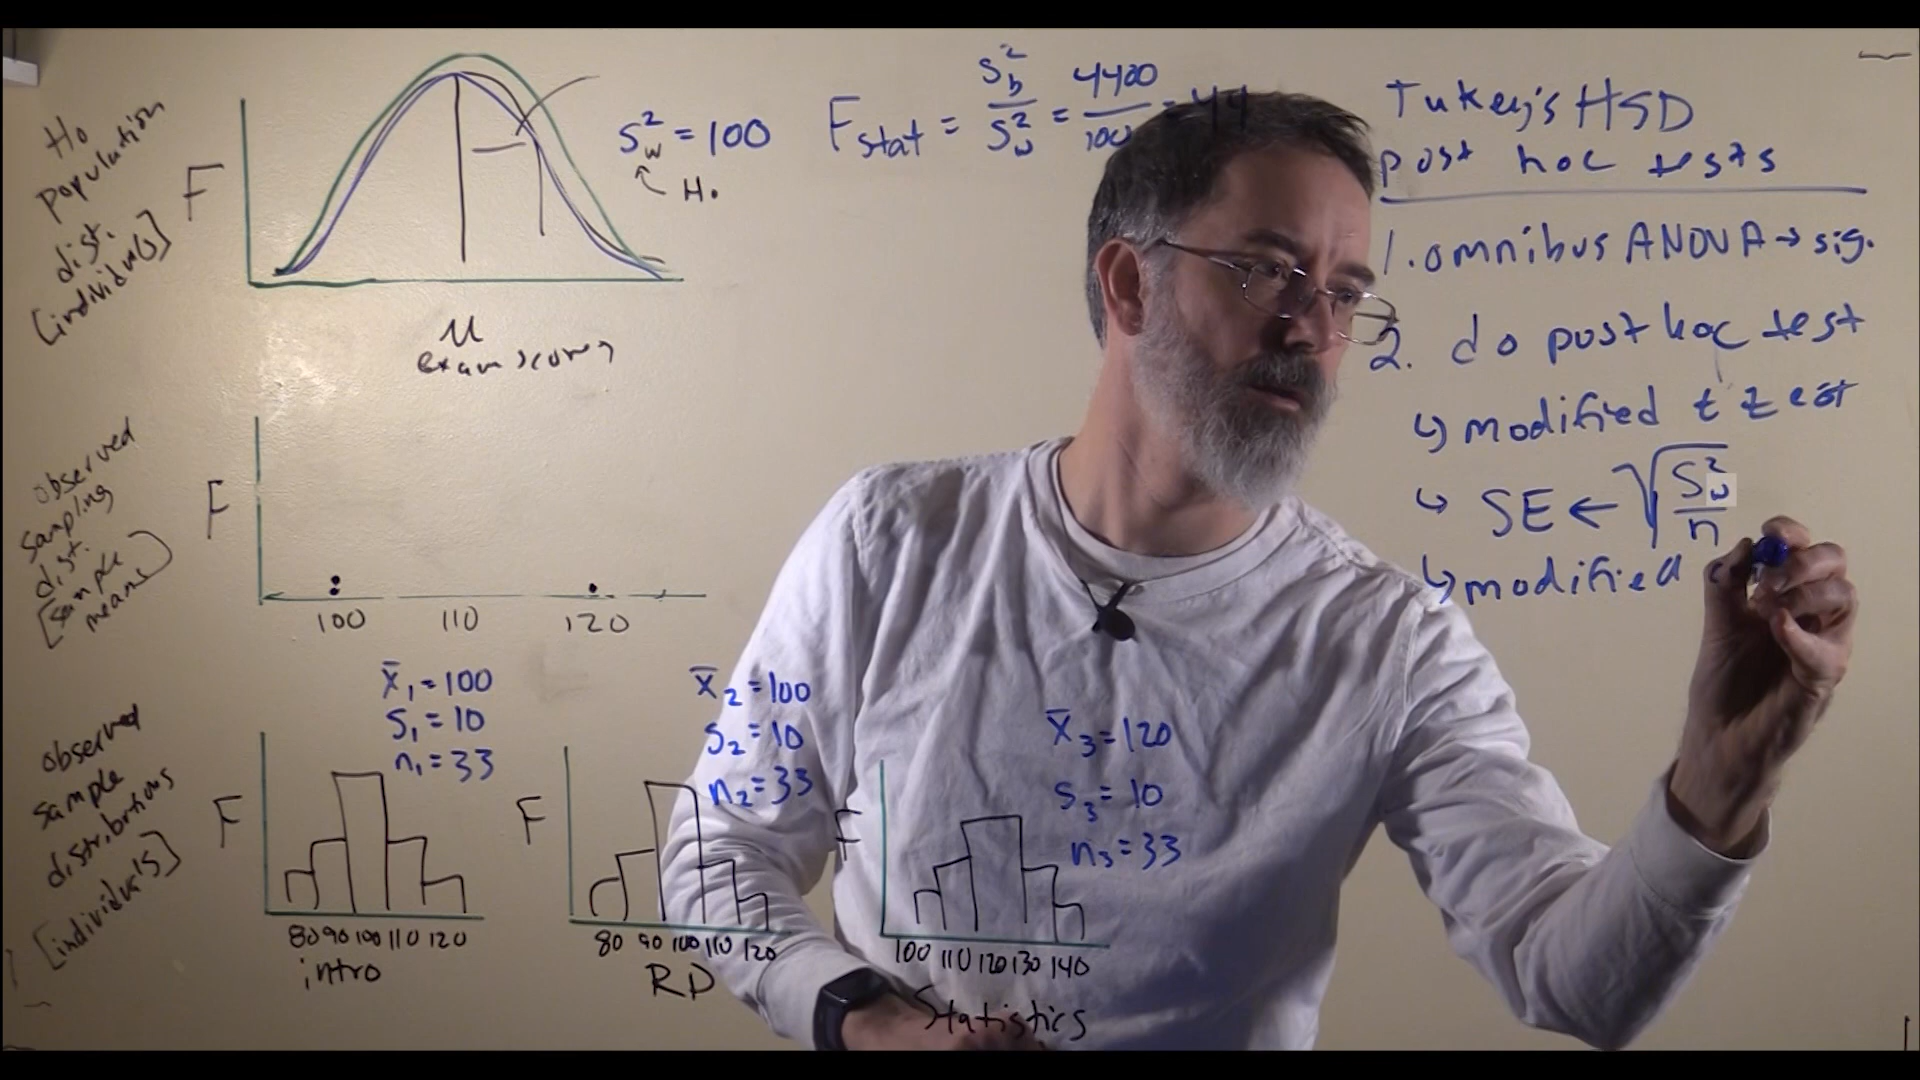 Ho
population
dist.
[individuals]
F
μ
exam scores
S²w = 100
H₀
Fstat = S²b / S²w = 4400 / 100 = 44
Tukey's HSD
post hoc tests
1. omnibus ANOVA → sig.
2. do post hoc test
↳ modified t test
↳ SE ← √S²w / n
↳ modified
observed
sampling
dist.
[sample
means]
F
100 110 120
observed
sample
distributions
[individuals]
x̄₁ = 100
S₁ = 10
n₁ = 33
F
80 90 100 110 120
intro
x̄₂ = 100
S₂ = 10
n₂ = 33
F
80 90 100 110 120
RD
x̄₃ = 120
S₃ = 10
n₃ = 33
F
100 110 120 130 140
Statistics